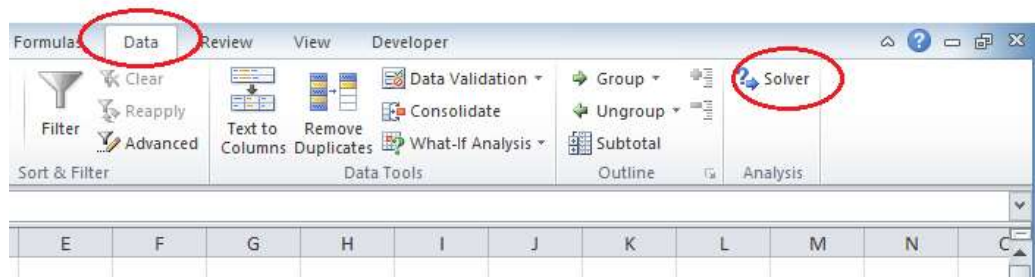 Formulas Data Review View Developer
Clear
Reapply
Advanced
Filter
Sort & Filter
Text to
Columns
Remove
Duplicates
Data Validation
Consolidate
What-If Analysis
Data Tools
Group
Ungroup
Subtotal
Outline
Solver
Analysis
E F G H I J K L M N